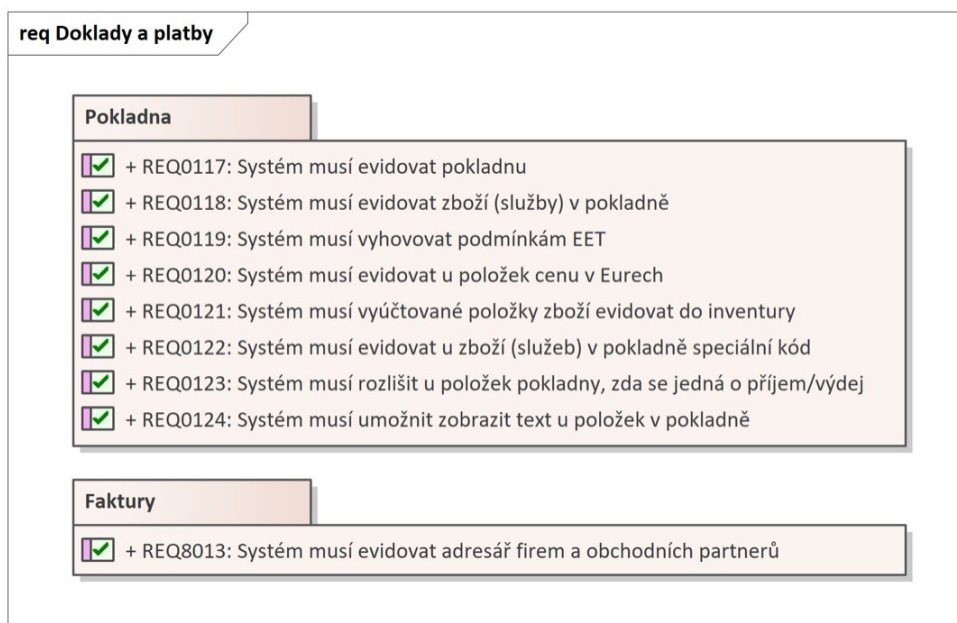 req Doklady a platby
Pokladna
+ REQ0117: Systém musí evidovat pokladnu
+ REQ0118: Systém musí evidovat zboží (služby) v pokladně
+ REQ0119: Systém musí vyhovovat podmínkám EET
+ REQ0120: Systém musí evidovat u položek cenu v Eurech
+ REQ0121: Systém musí vyúčtované položky zboží evidovat do inventury
+ REQ0122: Systém musí evidovat u zboží (služeb) v pokladně speciální kód
+ REQ0123: Systém musí rozlišit u položek pokladny, zda se jedná o příjem/výdej
+ REQ0124: Systém musí umožnit zobrazit text u položek v pokladně
Faktury
+ REQ8013: Systém musí evidovat adresář firem a obchodních partnerů